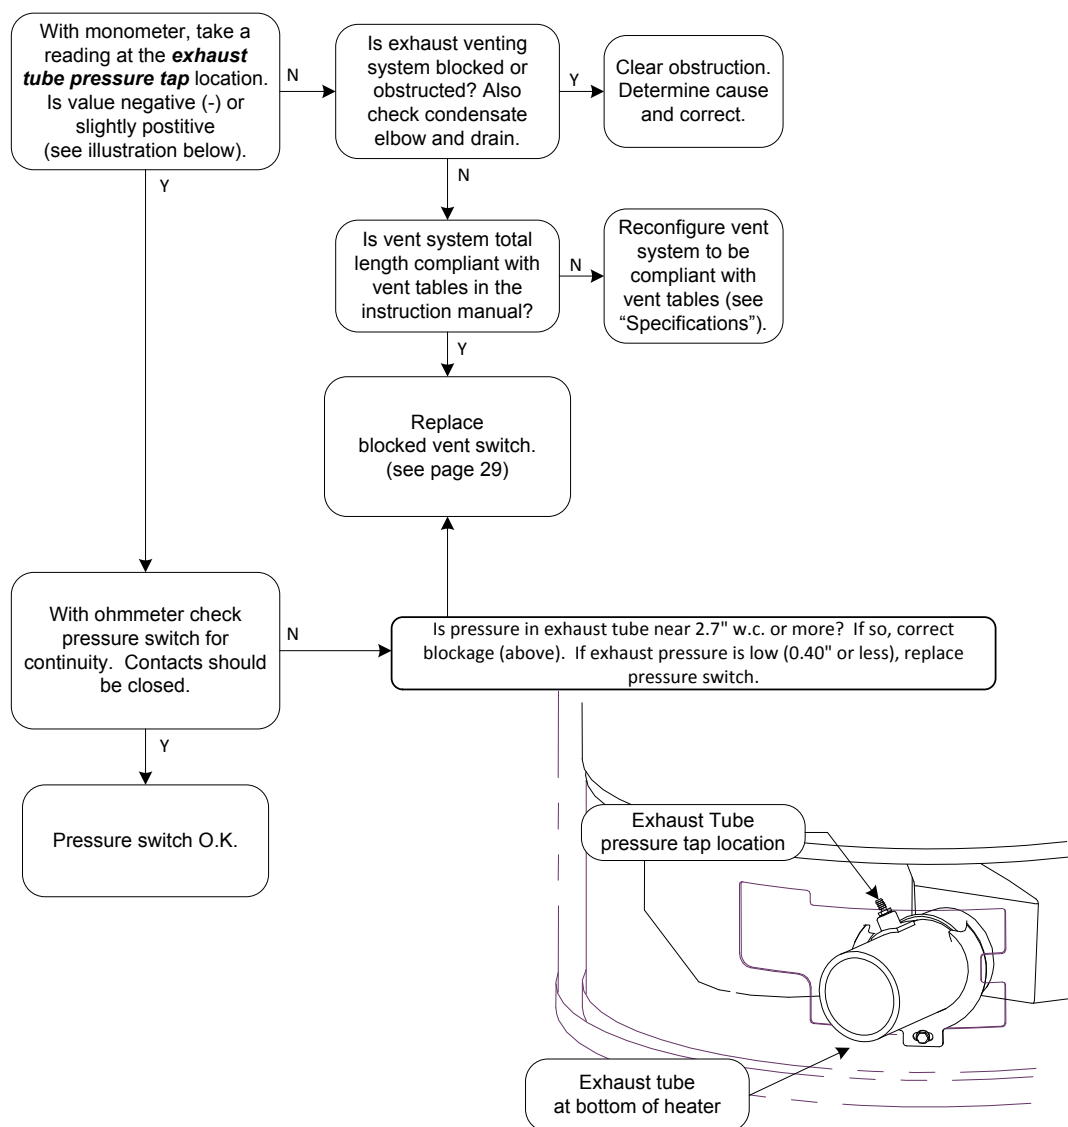 With monometer, take a
reading at the exhaust
tube pressure tap location.
Is value negative (-) or
slightly postitive
(see illustration below).
N
Is exhaust venting
system blocked or
obstructed? Also
check condensate
elbow and drain.
Y
Clear obstruction.
Determine cause
and correct.
Y
N
Is vent system total
length compliant with
vent tables in the
instruction manual?
N
Reconfigure vent
system to be
compliant with
vent tables (see
“Specifications”).
Y
Replace
blocked vent switch.
(see page 29)
With ohmmeter check
pressure switch for
continuity. Contacts should
be closed.
N
Is pressure in exhaust tube near 2.7" w.c. or more? If so, correct
blockage (above). If exhaust pressure is low (0.40" or less), replace
pressure switch.
Y
Pressure switch O.K.
Exhaust Tube
pressure tap location
Exhaust tube
at bottom of heater